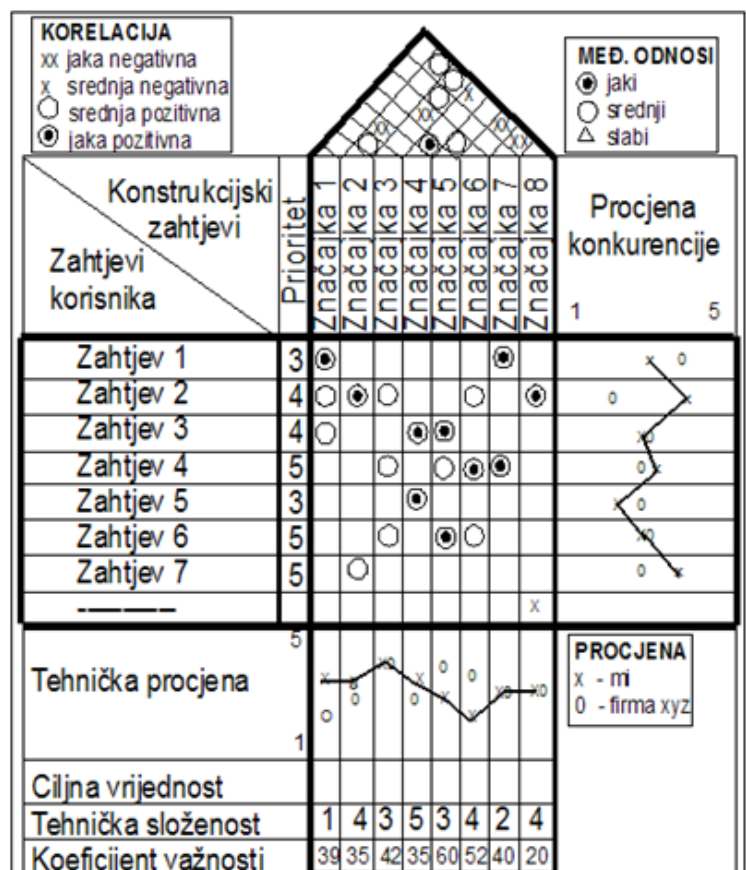 KORELACIJA
xx jaka negativna
x srednja negativna
srednja pozitivna
jaka pozitivna
MEĐ. ODNOSI
jaki
srednji
slabi
Konstrukcijski
zahtjevi
Zahtjevi
korisnika
Prioritet
Značajka 1
Značajka 2
Značajka 3
Značajka 4
Značajka 5
Značajka 6
Značajka 7
Značajka 8
Procjena
konkurencije
1 5
Zahtjev 1 3
Zahtjev 2 4
Zahtjev 3 4
Zahtjev 4 5
Zahtjev 5 3
Zahtjev 6 5
Zahtjev 7 5
Tehnička procjena
5
1
PROCJENA
x - mi
0 - firma xyz
Ciljna vrijednost
Tehnička složenost 1 4 3 5 3 4 2 4
Koeficijent važnosti 39 35 42 35 60 52 40 20